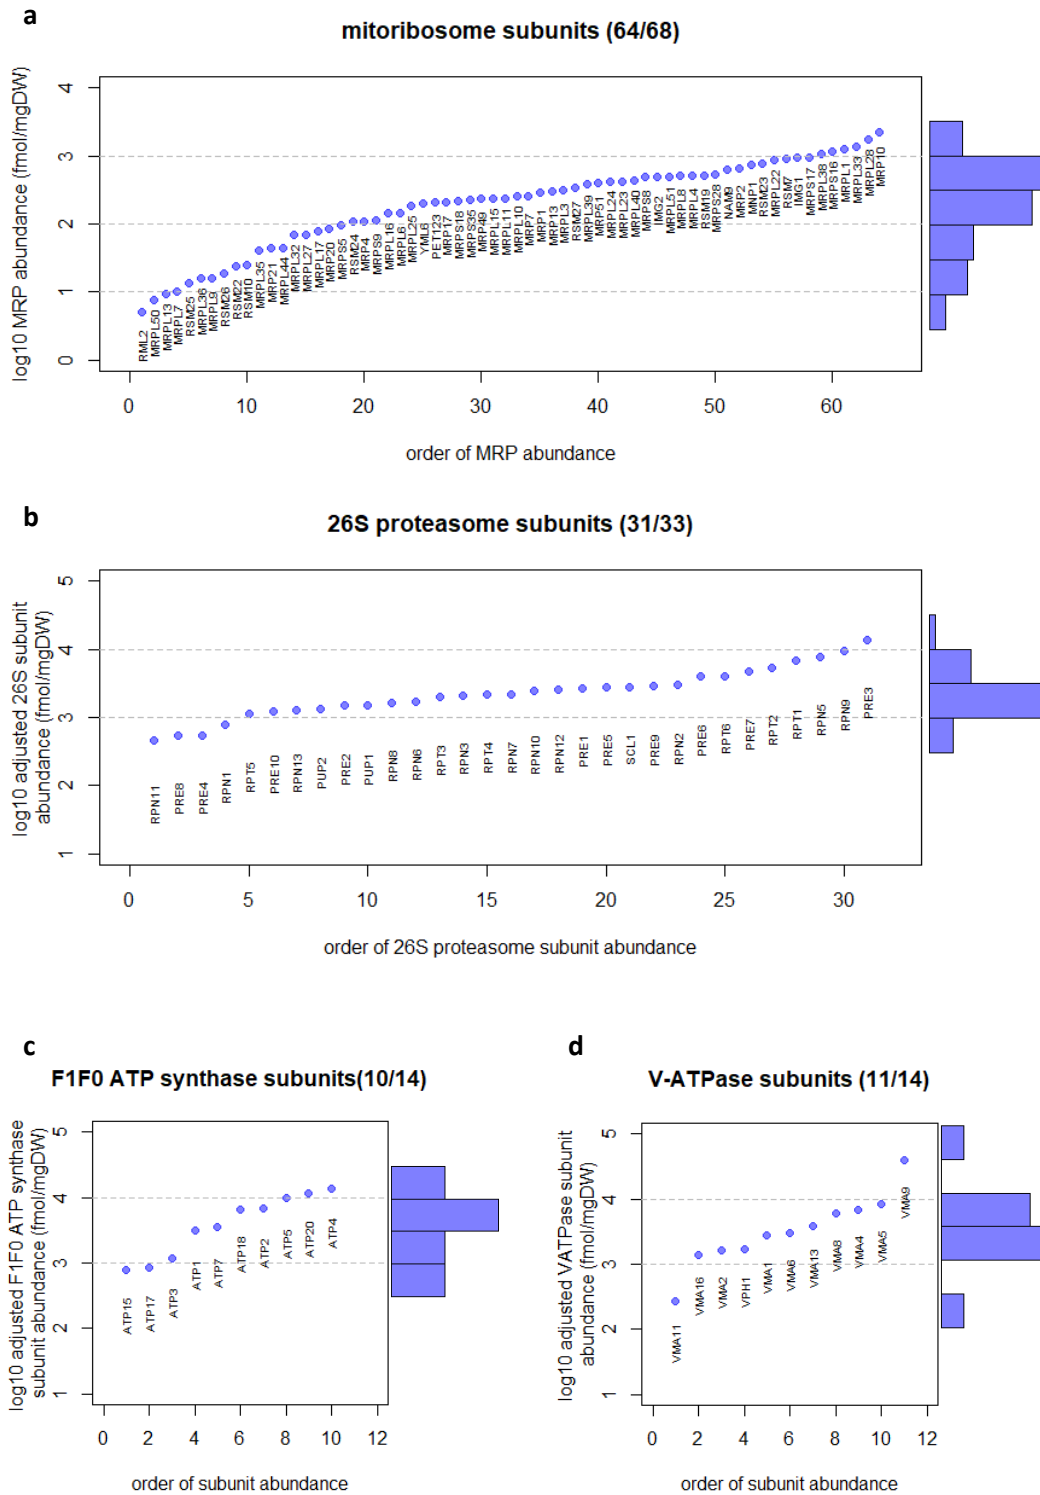 a
mitoribosome subunits (64/68)
log10 MRP abundance (fmol/mgDW)
4
3
2
1
0
RML2
MRPL50
MRPL13
MRPL7
RSM25
MRPL36
MRPL9
RSM26
RSM22
RSM10
MRPL35
MRP21
MRPL44
MRPL32
MRPL27
MRPL17
MRP20
MRPS5
RSM24
MRP4
MRPS9
MRPL16
MRPL6
MRPL25
YML6
PET123
MRP17
MRPS18
MRPS35
MRP49
MRPL15
MRPL11
MRPL10
MRP7
MRP1
MRP13
MRPL3
RSM27
MRPL39
MRP51
MRPL24
MRPL23
MRPL40
MRPS8
IMG2
MRPL51
MRPL8
MRPL4
RSM19
MRPS28
NAM9
MRP2
MNP1
RSM23
MRPL22
RSM7
IMG1
MRPS17
MRPL38
MRPS16
MRPL1
MRPL33
MRPL28
MRP10
0 10 20 30 40 50 60
order of MRP abundance
b
26S proteasome subunits (31/33)
log10 adjusted 26S subunit
abundance (fmol/mgDW)
5
4
3
2
1
RPN11
PRE8
PRE4
RPN1
RPT5
PRE10
RPN13
PUP2
PRE2
PUP1
RPN8
RPN6
RPT3
RPN3
RPT4
RPN7
RPN10
RPN12
PRE1
PRE5
SCL1
PRE9
RPN2
PRE6
RPT6
PRE7
RPT2
RPT1
RPN5
RPN9
PRE3
0 5 10 15 20 25 30
order of 26S proteasome subunit abundance
c
F1F0 ATP synthase subunits(10/14)
log10 adjusted F1F0 ATP synthase
subunit abundance (fmol/mgDW)
5
4
3
2
1
ATP15
ATP17
ATP3
ATP1
ATP7
ATP18
ATP2
ATP5
ATP20
ATP4
0 2 4 6 8 10 12
order of subunit abundance
d
V-ATPase subunits (11/14)
log10 adjusted VATPase subunit
abundance (fmol/mgDW)
5
4
3
2
1
VMA11
VMA16
VMA2
VPH1
VMA1
VMA6
VMA13
VMA8
VMA4
VMA5
VMA9
0 2 4 6 8 10 12
order of subunit abundance